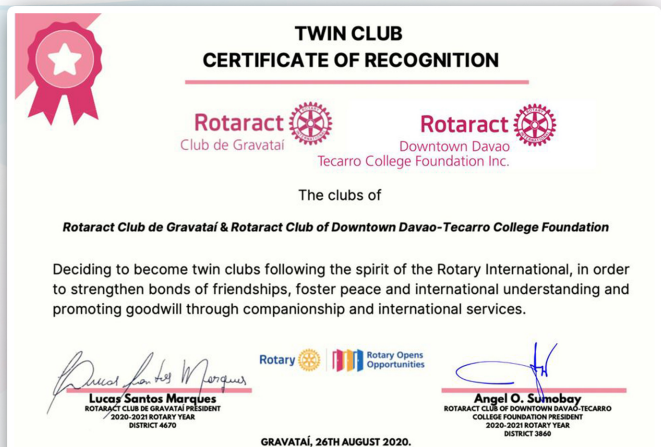 TWIN CLUB
CERTIFICATE OF RECOGNITION
Rotaract
Club de Gravataí
Rotaract
Downtown Davao
Tecarro College Foundation Inc.
The clubs of
Rotaract Club de Gravataí & Rotaract Club of Downtown Davao-Tecarro College Foundation
Deciding to become twin clubs following the spirit of the Rotary International, in order
to strengthen bonds of friendships, foster peace and international understanding and
promoting goodwill through companionship and international services.
Lucas Santos Marques
Lucas Santos Marques
ROTARACT CLUB DE GRAVATAÍ PRESIDENT
2020-2021 ROTARY YEAR
DISTRICT 4670
Rotary
Rotary Opens
Opportunities
Angel O. Sumobay
ROTARACT CLUB OF DOWNTOWN DAVAO-TECARRO
COLLEGE FOUNDATION PRESIDENT
2020-2021 ROTARY YEAR
DISTRICT 3860
GRAVATAÍ, 26TH AUGUST 2020.